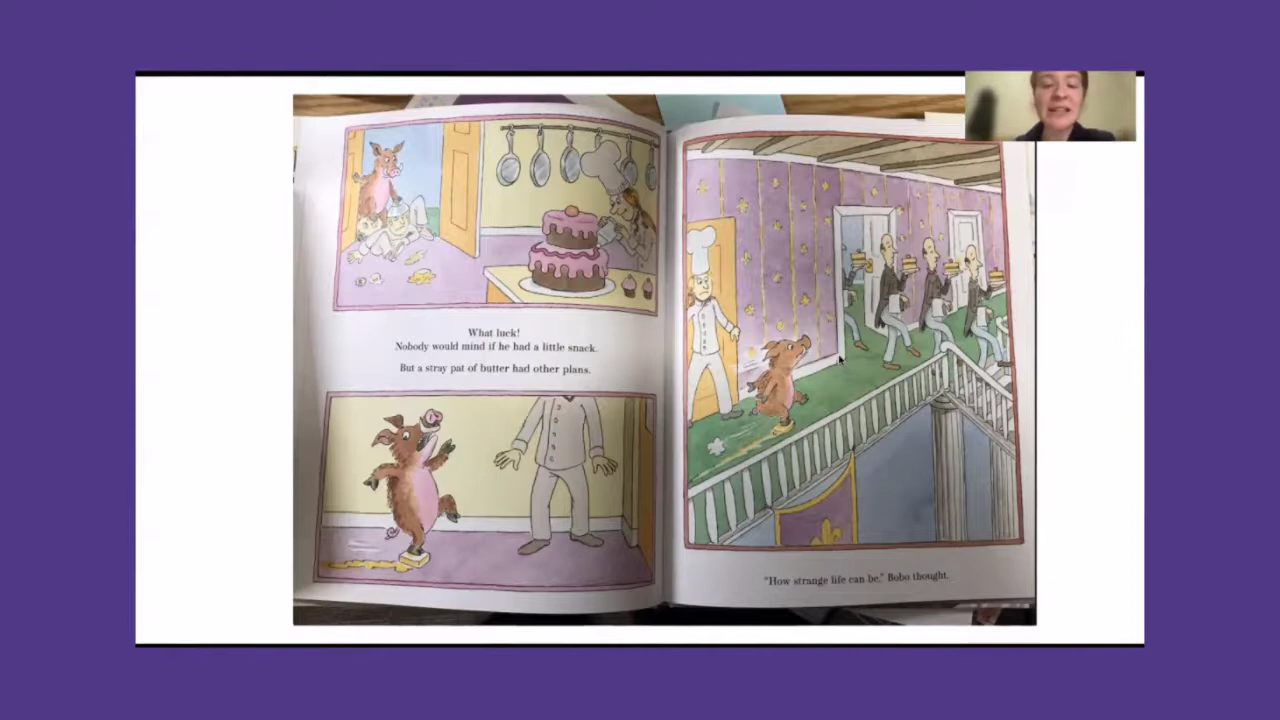 What luck!
Nobody would mind if he had a little snack.
But a stray pat of butter had other plans.
"How strange life can be," Bobo thought.